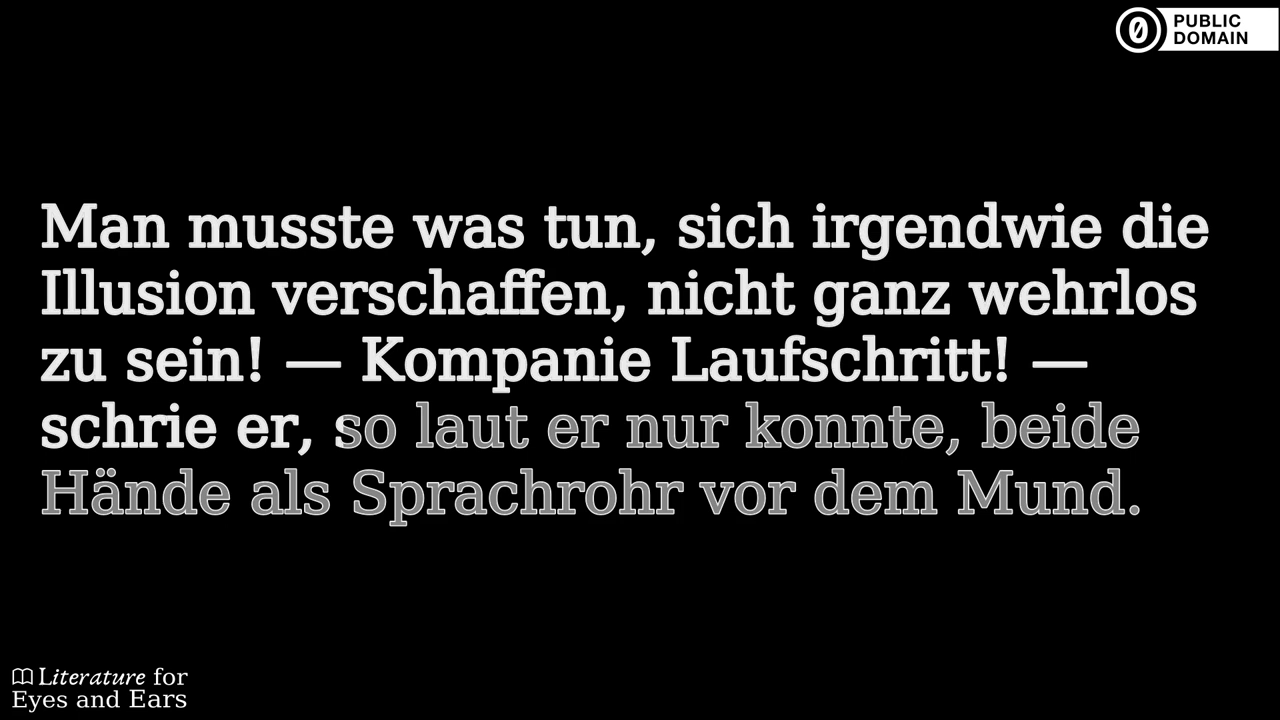 PUBLIC
DOMAIN
Man musste was tun, sich irgendwie die
Illusion verschaffen, nicht ganz wehrlos
zu sein! — Kompanie Laufschritt! —
schrie er, so laut er nur konnte, beide
Hände als Sprachrohr vor dem Mund.
Literature for
Eyes and Ears